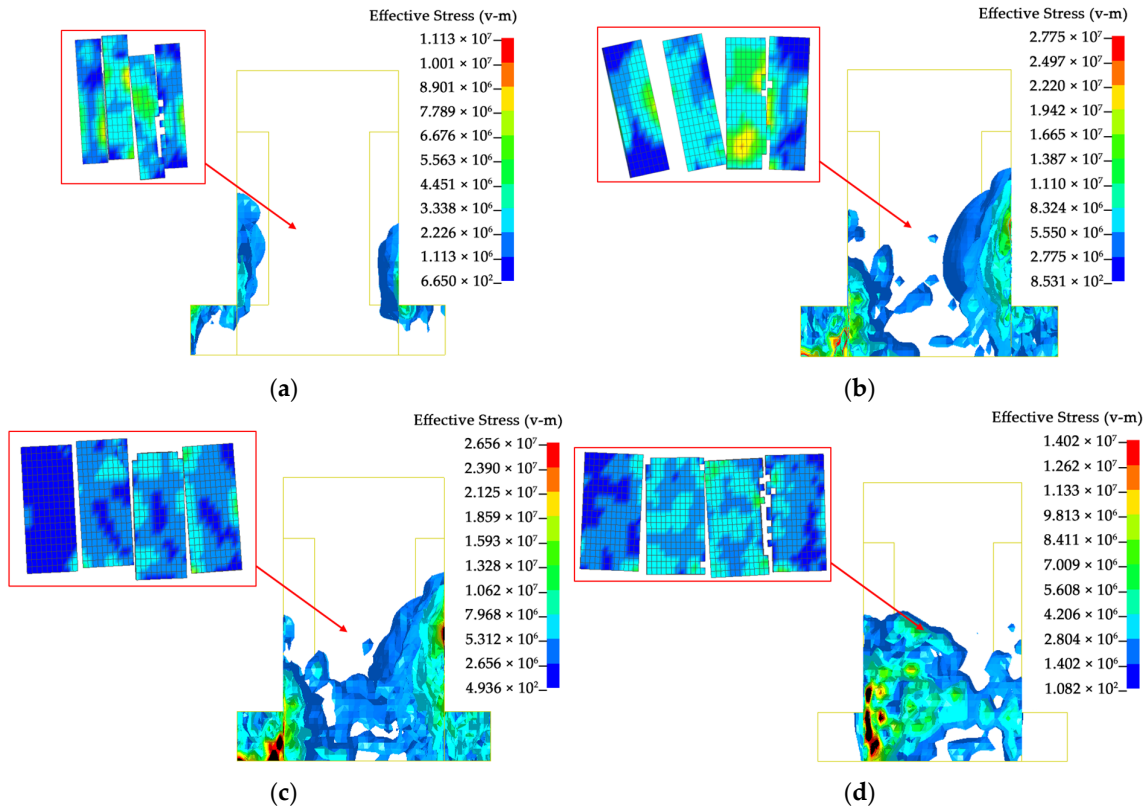 Effective Stress (v-m)
1.113 × 10⁷
1.001 × 10⁷
8.901 × 10⁶
7.789 × 10⁶
6.676 × 10⁶
5.563 × 10⁶
4.451 × 10⁶
3.338 × 10⁶
2.226 × 10⁶
1.113 × 10⁶
6.650 × 10²
(a)
Effective Stress (v-m)
2.775 × 10⁷
2.497 × 10⁷
2.220 × 10⁷
1.942 × 10⁷
1.665 × 10⁷
1.387 × 10⁷
1.110 × 10⁷
8.324 × 10⁶
5.550 × 10⁶
2.775 × 10⁶
8.531 × 10²
(b)
Effective Stress (v-m)
2.656 × 10⁷
2.390 × 10⁷
2.125 × 10⁷
1.859 × 10⁷
1.593 × 10⁷
1.328 × 10⁷
1.062 × 10⁷
7.968 × 10⁶
5.312 × 10⁶
2.656 × 10⁶
4.936 × 10²
(c)
Effective Stress (v-m)
1.402 × 10⁷
1.262 × 10⁷
1.133 × 10⁷
9.813 × 10⁶
8.411 × 10⁶
7.009 × 10⁶
5.608 × 10⁶
4.206 × 10⁶
2.804 × 10⁶
1.402 × 10⁶
1.082 × 10²
(d)